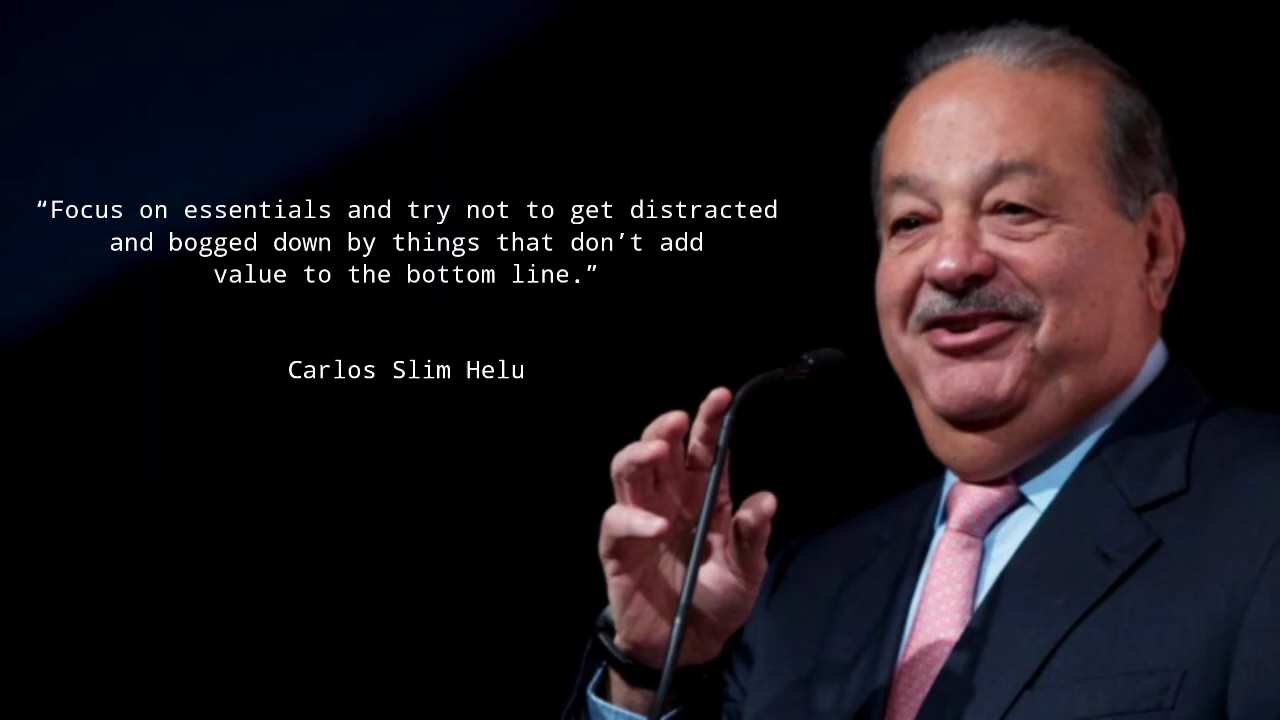 “Focus on essentials and try not to get distracted
and bogged down by things that don’t add
value to the bottom line.”
Carlos Slim Helu